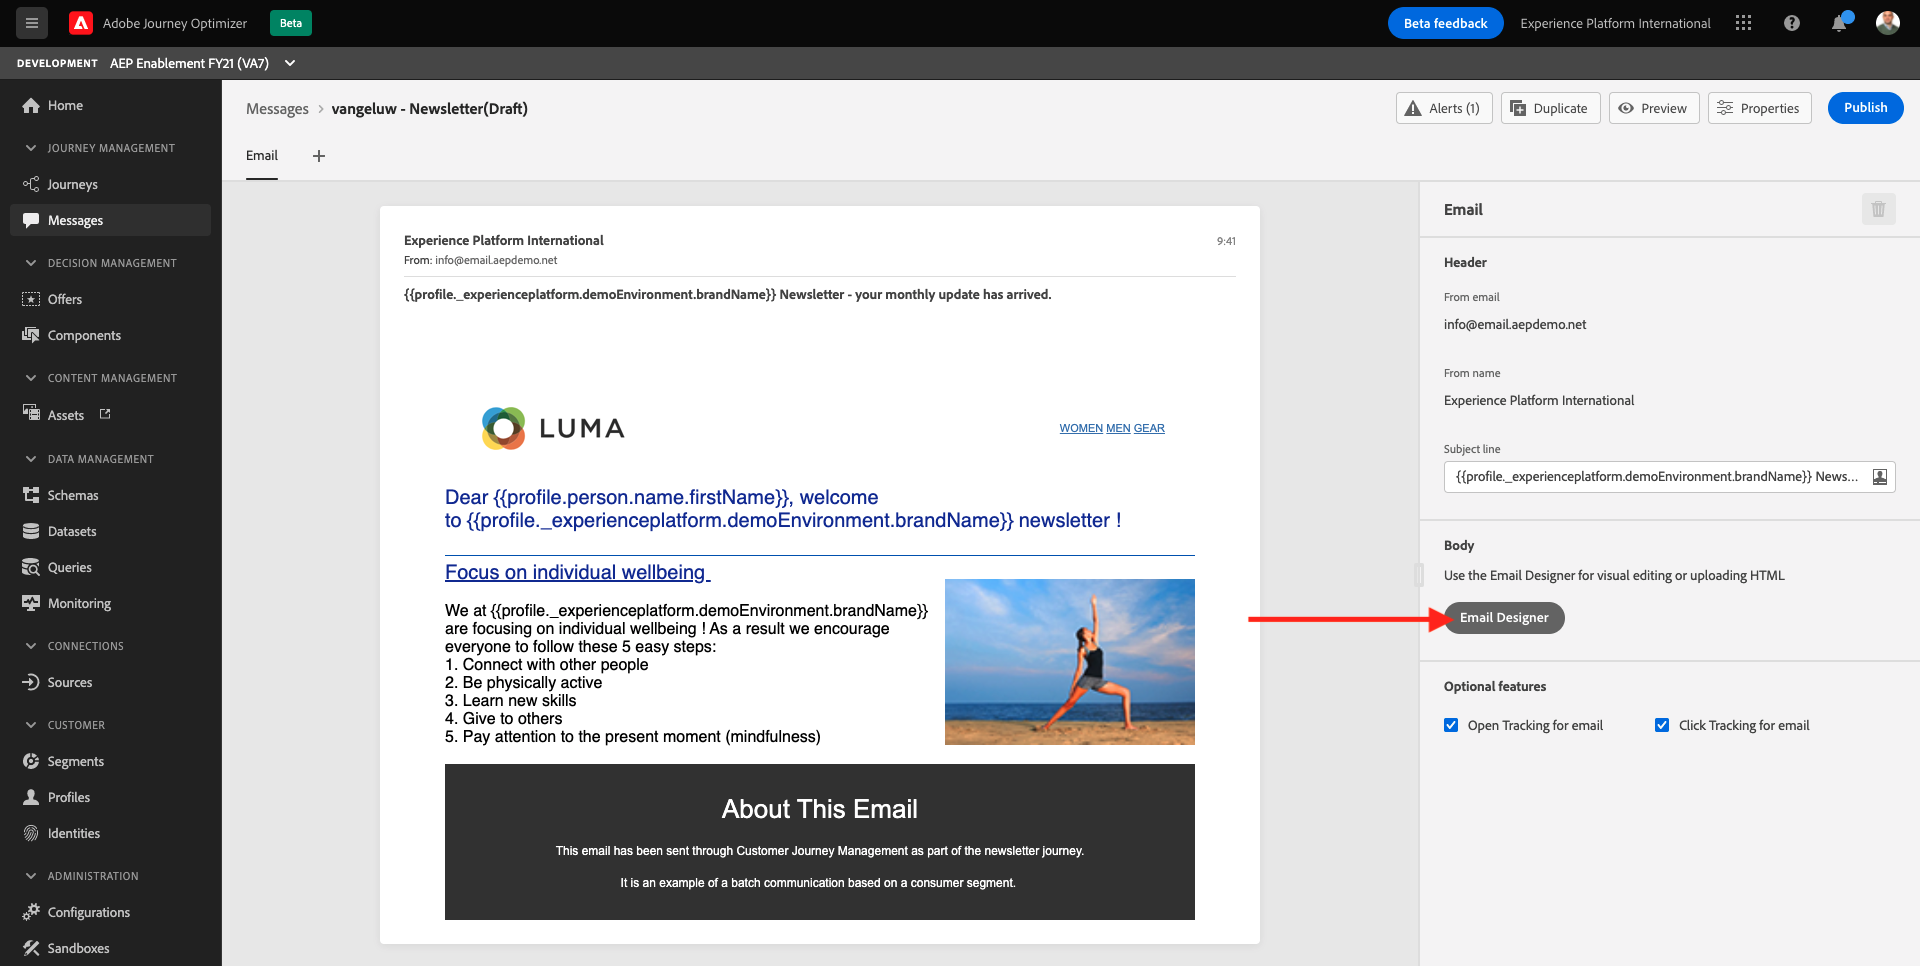 Adobe Journey Optimizer
Beta
Beta feedback
Experience Platform International
DEVELOPMENT AEP Enablement FY21 (VA7)
Home
JOURNEY MANAGEMENT
Journeys
Messages
DECISION MANAGEMENT
Offers
Components
CONTENT MANAGEMENT
Assets
DATA MANAGEMENT
Schemas
Datasets
Queries
Monitoring
CONNECTIONS
Sources
CUSTOMER
Segments
Profiles
Identities
ADMINISTRATION
Configurations
Sandboxes
Messages > vangeluw - Newsletter(Draft)
Alerts (1)
Duplicate
Preview
Properties
Publish
Email
Experience Platform International
9:41
From: info@email.aepdemo.net
{{profile._experienceplatform.demoEnvironment.brandName}} Newsletter - your monthly update has arrived.
LUMA
WOMEN MEN GEAR
Dear {{profile.person.name.firstName}}, welcome
to {{profile._experienceplatform.demoEnvironment.brandName}} newsletter !
Focus on individual wellbeing
We at {{profile._experienceplatform.demoEnvironment.brandName}}
are focusing on individual wellbeing ! As a result we encourage
everyone to follow these 5 easy steps:
1. Connect with other people
2. Be physically active
3. Learn new skills
4. Give to others
5. Pay attention to the present moment (mindfulness)
About This Email
This email has been sent through Customer Journey Management as part of the newsletter journey.
It is an example of a batch communication based on a consumer segment.
Email
Header
From email
info@email.aepdemo.net
From name
Experience Platform International
Subject line
{{profile._experienceplatform.demoEnvironment.brandName}} News...
Body
Use the Email Designer for visual editing or uploading HTML
Email Designer
Optional features
Open Tracking for email
Click Tracking for email